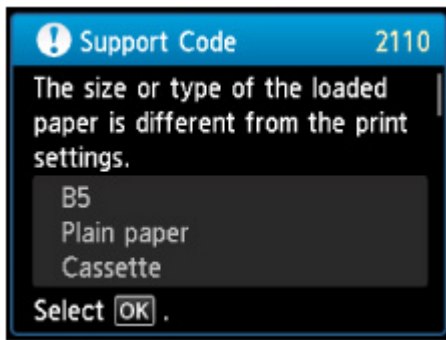 Support Code 2110
The size or type of the loaded
paper is different from the print
settings.
B5
Plain paper
Cassette
Select OK .